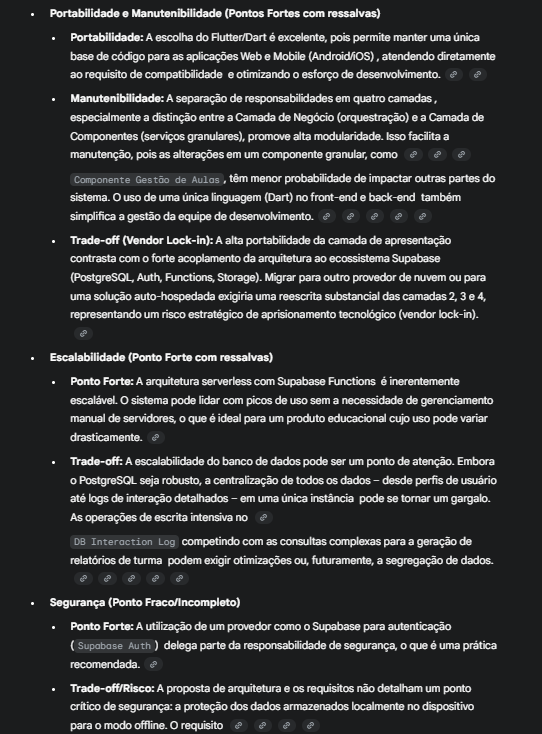 Portabilidade e Manutenibilidade (Pontos Fortes com ressalvas)
Portabilidade: A escolha do Flutter/Dart é excelente, pois permite manter uma única
base de código para as aplicações Web e Mobile (Android/iOS) , atendendo diretamente
ao requisito de compatibilidade e otimizando o esforço de desenvolvimento.
Manutenibilidade: A separação de responsabilidades em quatro camadas ,
especialmente a distinção entre a Camada de Negócio (orquestração) e a Camada de
Componentes (serviços granulares), promove alta modularidade. Isso facilita a
manutenção, pois as alterações em um componente granular, como
Componente Gestão de Aulas, têm menor probabilidade de impactar outras partes do
sistema. O uso de uma única linguagem (Dart) no front-end e back-end também
simplifica a gestão da equipe de desenvolvimento.
Trade-off (Vendor Lock-in): A alta portabilidade da camada de apresentação
contrasta com o forte acoplamento da arquitetura ao ecossistema Supabase
(PostgreSQL, Auth, Functions, Storage). Migrar para outro provedor de nuvem ou para
uma solução auto-hospedada exigiria uma reescrita substancial das camadas 2, 3 e 4,
representando um risco estratégico de aprisionamento tecnológico (vendor lock-in).
Escalabilidade (Ponto Forte com ressalvas)
Ponto Forte: A arquitetura serverless com Supabase Functions é inerentemente
escalável. O sistema pode lidar com picos de uso sem a necessidade de gerenciamento
manual de servidores, o que é ideal para um produto educacional cujo uso pode variar
drasticamente.
Trade-off: A escalabilidade do banco de dados pode ser um ponto de atenção. Embora
o PostgreSQL seja robusto, a centralização de todos os dados – desde perfis de usuário
até logs de interação detalhados – em uma única instância pode se tornar um gargalo.
As operações de escrita intensiva no
DB Interaction Log competindo com as consultas complexas para a geração de
relatórios de turma podem exigir otimizações ou, futuramente, a segregação de dados.
Segurança (Ponto Fraco/Incompleto)
Ponto Forte: A utilização de um provedor como o Supabase para autenticação
(Supabase Auth) delega parte da responsabilidade de segurança, o que é uma prática
recomendada.
Trade-off/Risco: A proposta de arquitetura e os requisitos não detalham um ponto
crítico de segurança: a proteção dos dados armazenados localmente no dispositivo
para o modo offline. O requisito